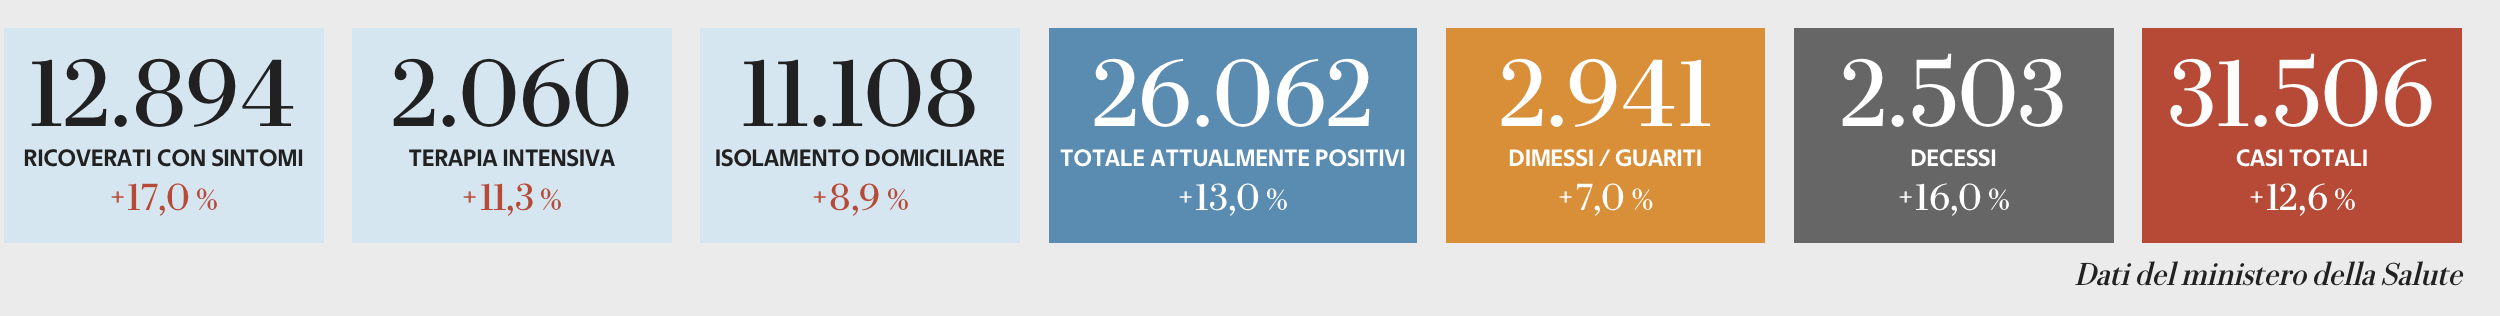 12.894
RICOVERATI CON SINTOMI
+17,0 %
2.060
TERAPIA INTENSIVA
+11,3 %
11.108
ISOLAMENTO DOMICILIARE
+8,9 %
26.062
TOTALE ATTUALMENTE POSITIVI
+13,0 %
2.941
DIMESSI / GUARITI
+7,0 %
2.503
DECESSI
+16,0 %
31.506
CASI TOTALI
+12,6 %
Dati del ministero della Salute